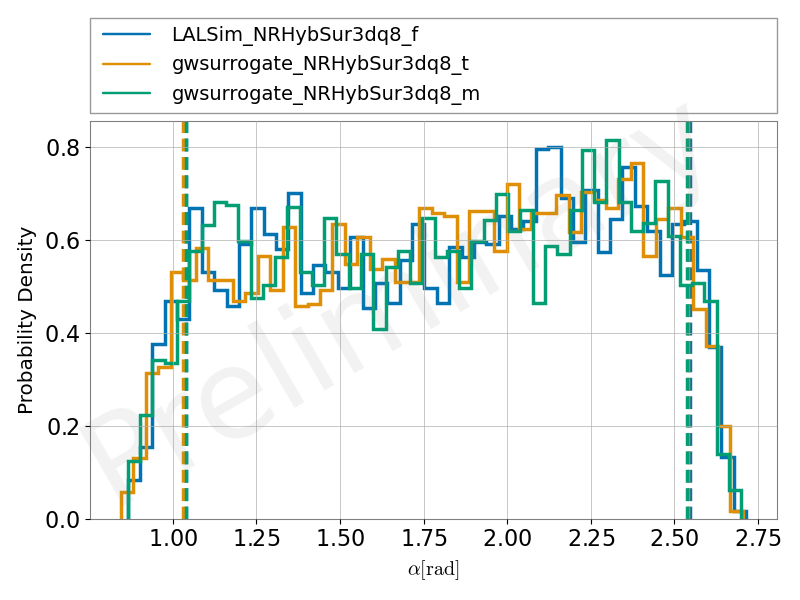 LALSim_NRHybSur3dq8_f
gwsurrogate_NRHybSur3dq8_t
gwsurrogate_NRHybSur3dq8_m
Preliminary
Probability Density
0.8
0.6
0.4
0.2
0.0
1.00 1.25 1.50 1.75 2.00 2.25 2.50 2.75
α[rad]